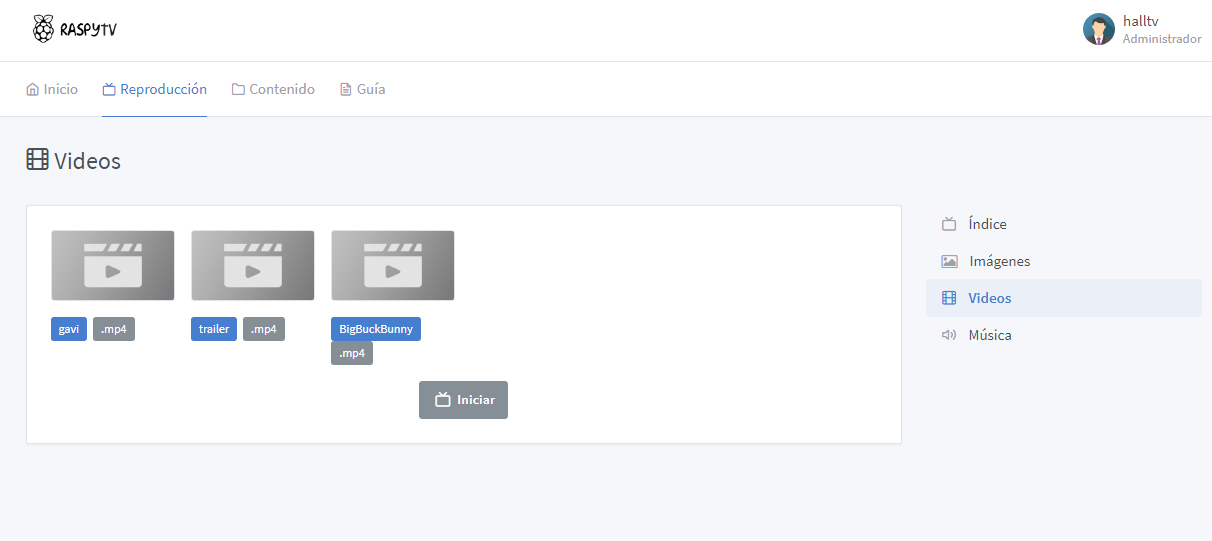 RASPYTV
halltv
Administrador
Inicio Reproducción Contenido Guía
Videos
gavi .mp4 trailer .mp4 BigBuckBunny
.mp4
Iniciar
Índice
Imágenes
Videos
Música